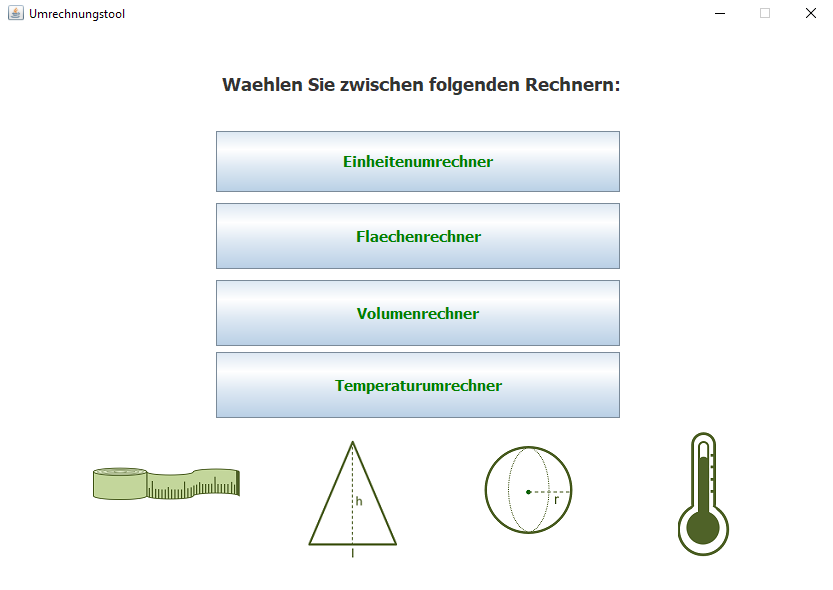 Umrechnungstool
Waehlen Sie zwischen folgenden Rechnern:
Einheitenumrechner
Flaechenrechner
Volumenrechner
Temperaturumrechner
h
r
l